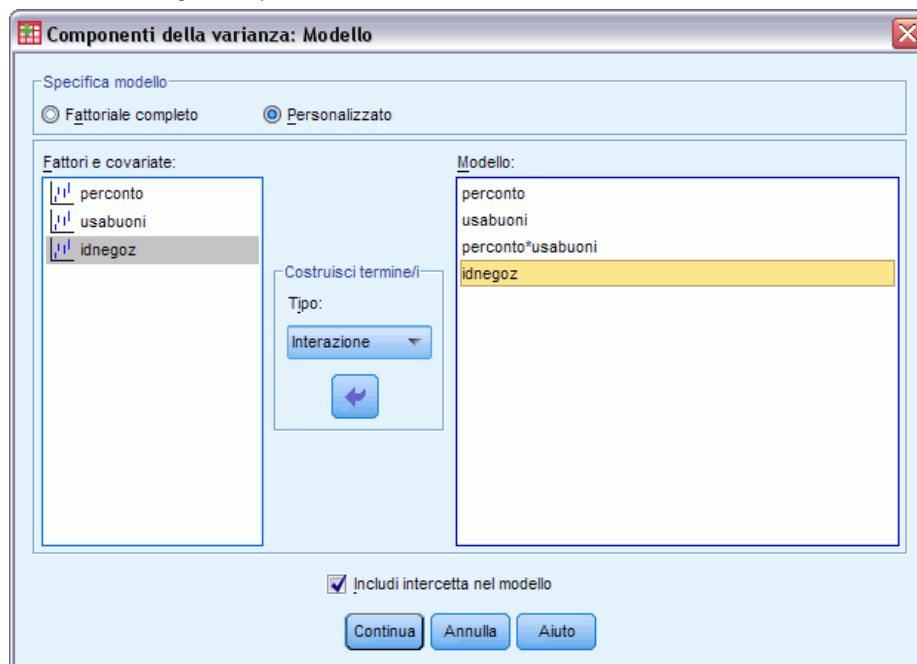 Componenti della varianza: Modello
Specifica modello
Fattoriale completo
Personalizzato
Fattori e covariate:
perconto
usabuoni
idnegoz
Costruisci termine/i
Tipo:
Interazione
Modello:
perconto
usabuoni
perconto*usabuoni
idnegoz
Includi intercetta nel modello
Continua
Annulla
Aiuto